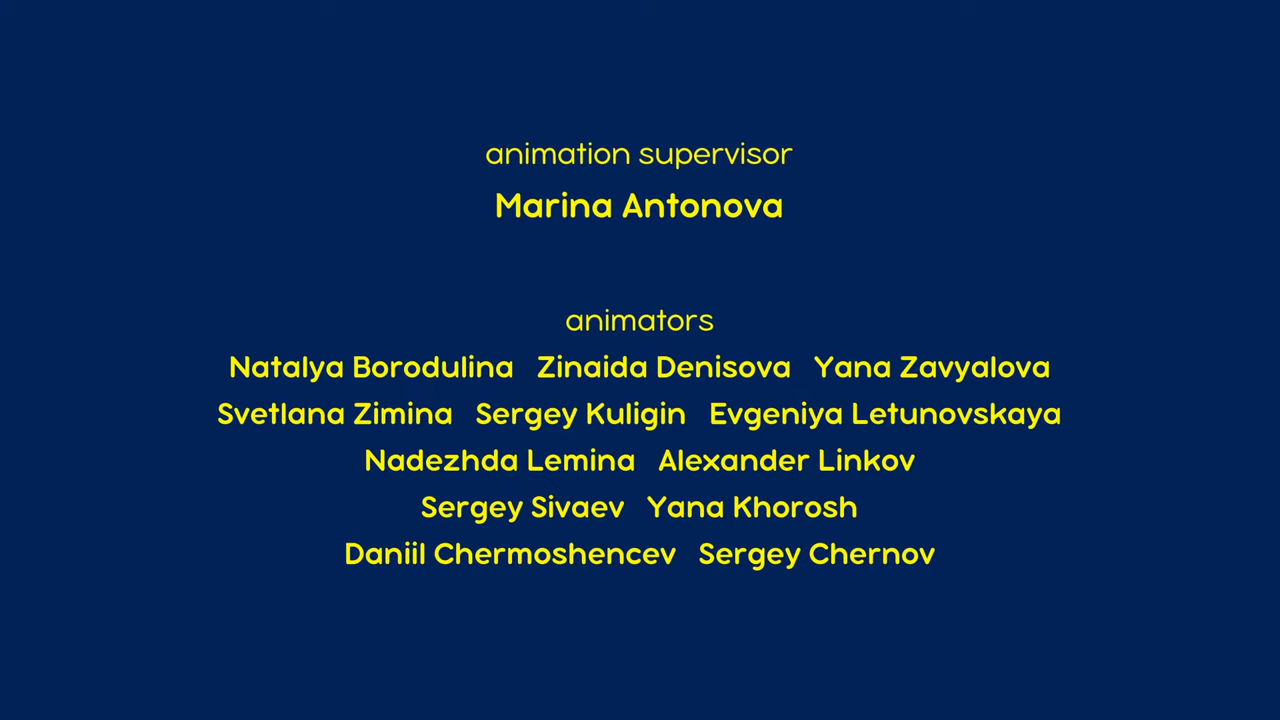 animation supervisor
Marina Antonova
animators
Natalya Borodulina Zinaida Denisova Yana Zavyalova
Svetlana Zimina Sergey Kuligin Evgeniya Letunovskaya
Nadezhda Lemina Alexander Linkov
Sergey Sivaev Yana Khorosh
Daniil Chermoshencev Sergey Chernov